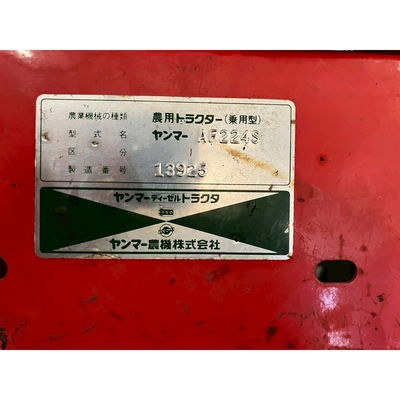 農業機械の種類 農用トラクター(乗用型)
型式名 ヤンマー AF224S
区分 1
製造番号 13925
ヤンマーディーゼルトラクタ
ヤンマー農機株式会社